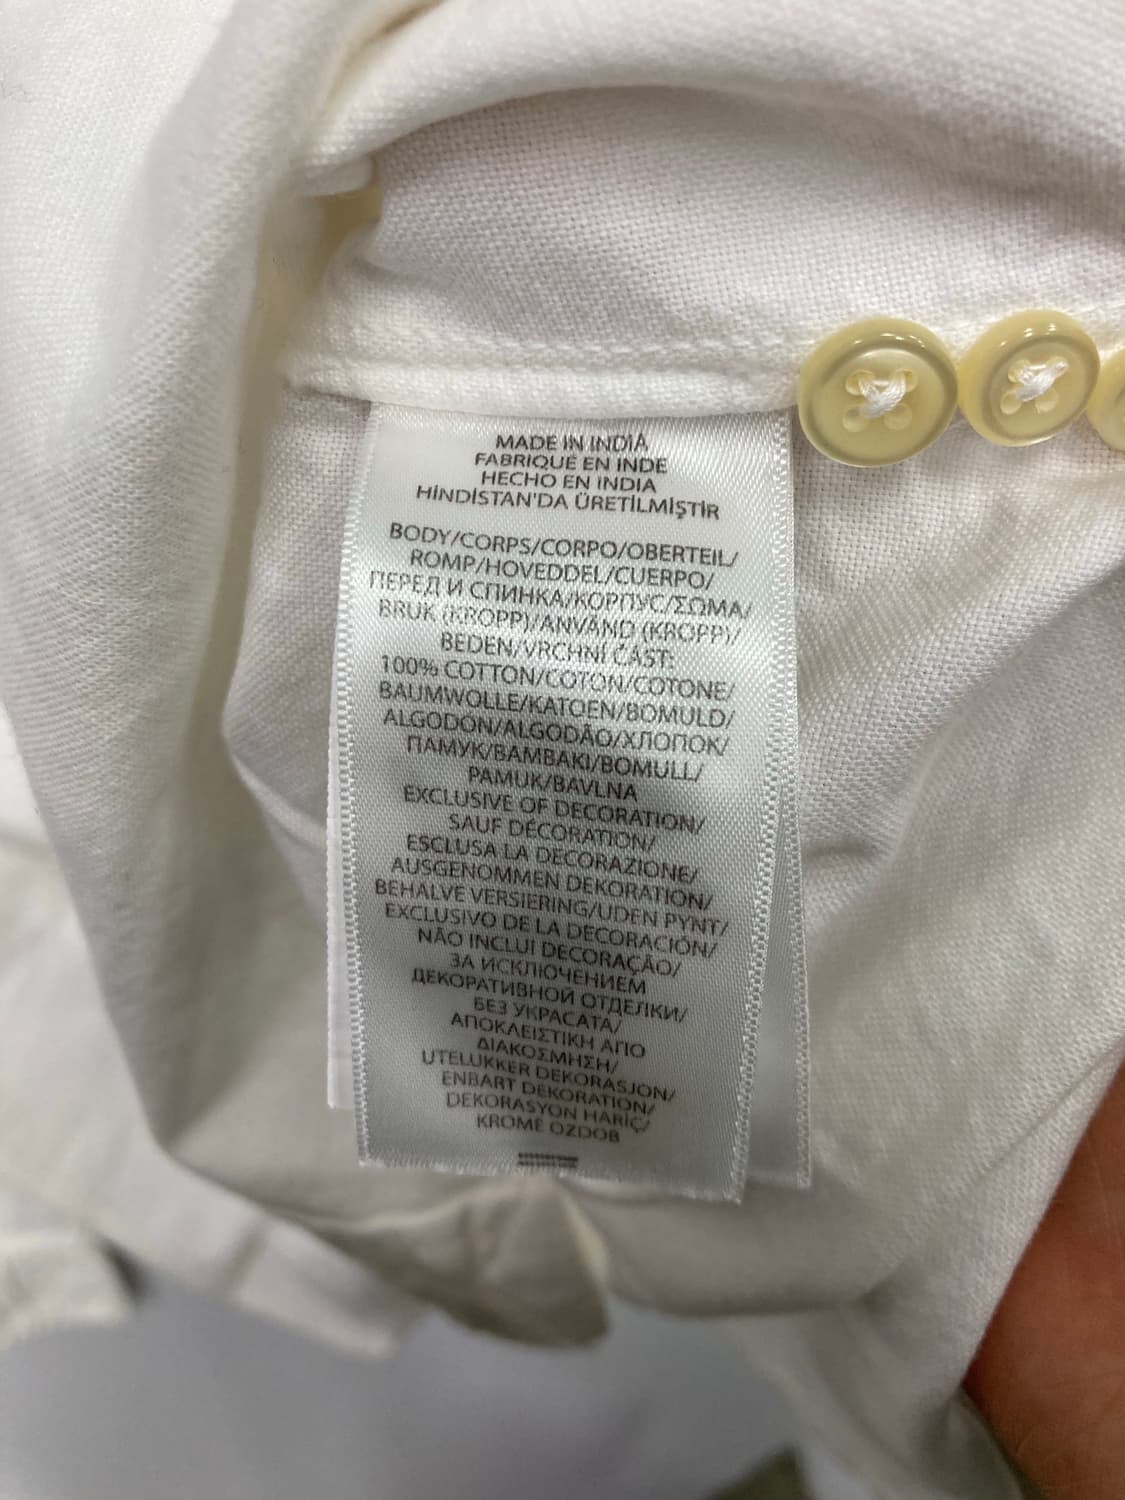 MADE IN INDIA
FABRIQUÉ EN INDE
HECHO EN INDIA
HİNDİSTAN'DA ÜRETİLMİŞTİR
BODY/CORPS/CORPO/OBERTEIL/
ROMP/HOVEDDEL/CUERPO/
ПЕРЕД И СПИНКА/КОРПУС/ΣΩΜΑ/
BRUK (KROPP)/ANVÄND (KROPP)/
BEDEN/VRCHNÍ ČÁST:
100% COTTON/COTON/COTONE/
BAUMWOLLE/KATOEN/BOMULD/
ALGODON/ALGODÃO/ХЛОПОК/
ПАМУК/ΒΑΜΒΑΚΙ/BOMULL/
PAMUK/BAVLNA
EXCLUSIVE OF DECORATION/
SAUF DÉCORATION/
ESCLUSA LA DECORAZIONE/
AUSGENOMMEN DEKORATION/
BEHALVE VERSIERING/UDEN PYNT/
EXCLUSIVO DE LA DECORACIÓN/
NÃO INCLUI DECORAÇÃO/
ЗА ИСКЛЮЧЕНИЕМ
ДЕКОРАТИВНОЙ ОТДЕЛКИ/
БЕЗ УКРАСАТА/
ΑΠΟΚΛΕΙΣΤΙΚΗ ΑΠΟ
ΔΙΑΚΟΣΜΗΣΗ/
UTELUKKER DEKORASJON/
ENBART DEKORATION/
DEKORASYON HARİÇ/
KROMĚ OZDOB